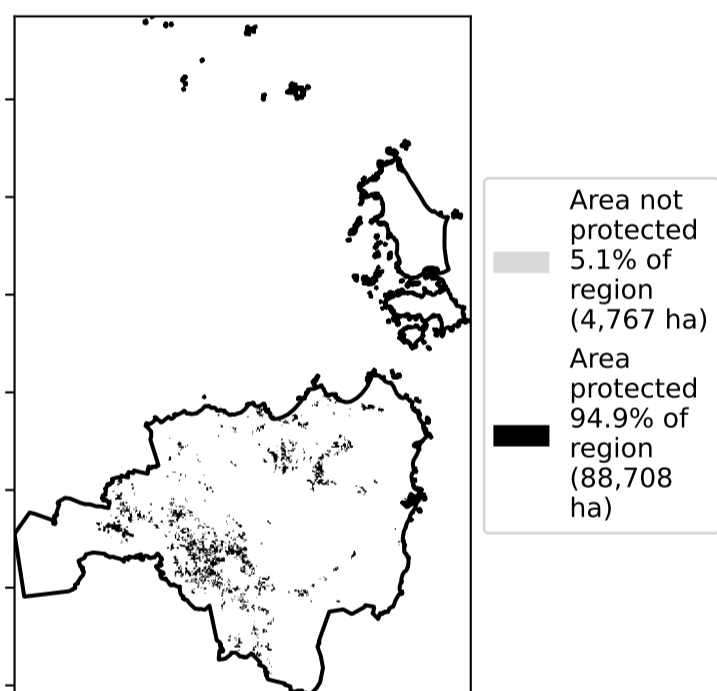 Area not
protected
5.1% of
region
(4,767 ha)
Area
protected
94.9% of
region
(88,708
ha)